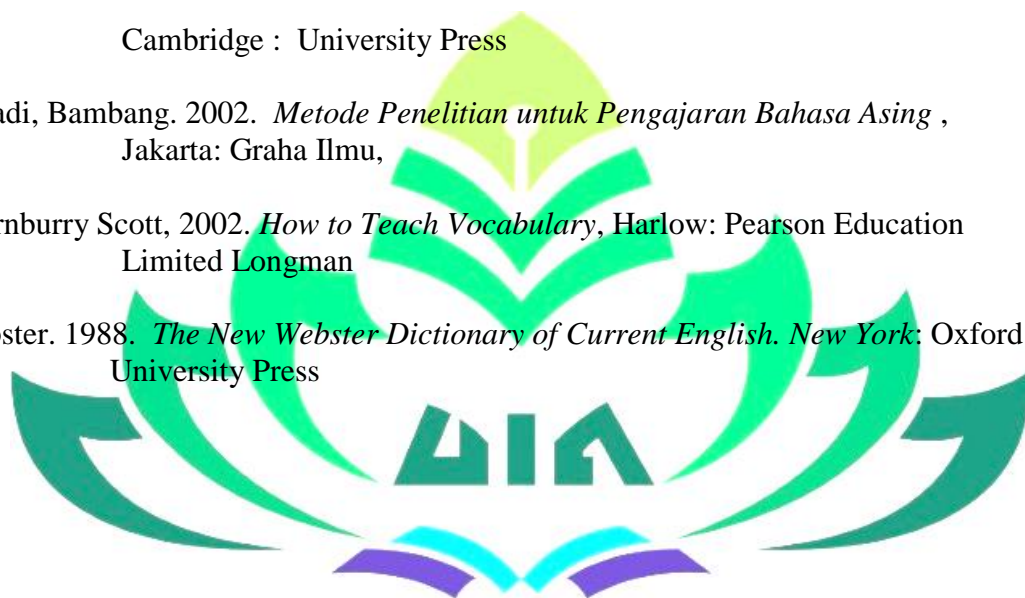 Cambridge : University Press
adi, Bambang. 2002. Metode Penelitian untuk Pengajaran Bahasa Asing ,
Jakarta: Graha Ilmu,
rnburry Scott, 2002. How to Teach Vocabulary, Harlow: Pearson Education
Limited Longman
ster. 1988. The New Webster Dictionary of Current English. New York: Oxford
University Press
UIN